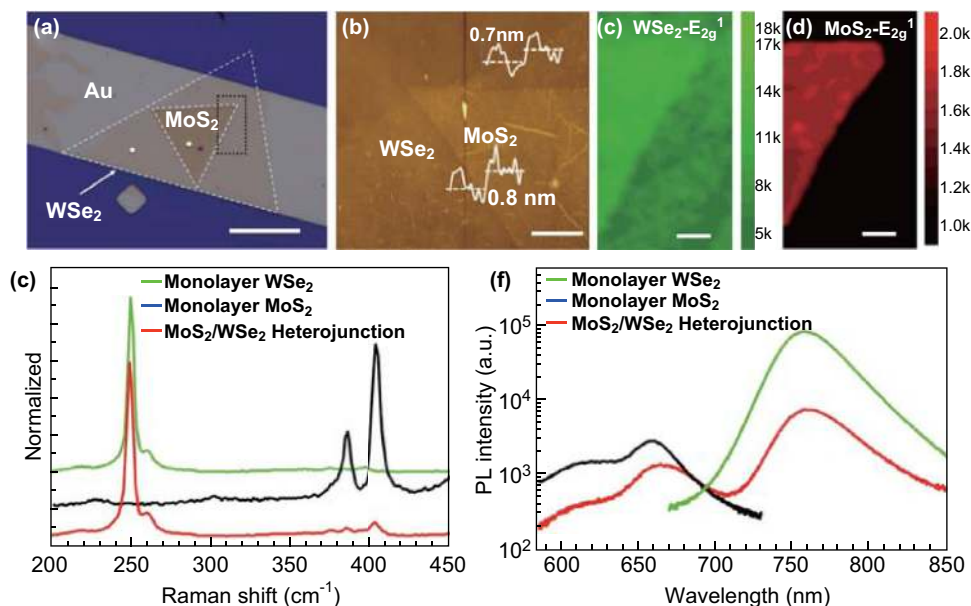 (a)
Au
MoS₂
WSe₂
(b)
0.7nm
WSe₂
MoS₂
0.8 nm
(c) WSe₂-E₂g¹
18k
17k
14k
11k
8k
5k
(d) MoS₂-E₂g¹
2.0k
1.8k
1.6k
1.4k
1.2k
1.0k
(c)
Monolayer WSe₂
Monolayer MoS₂
MoS₂/WSe₂ Heterojunction
Normalized
200 250 300 350 400 450
Raman shift (cm⁻¹)
(f)
Monolayer WSe₂
Monolayer MoS₂
MoS₂/WSe₂ Heterojunction
PL intensity (a.u.)
10⁵
10⁴
10³
10²
600 650 700 750 800 850
Wavelength (nm)